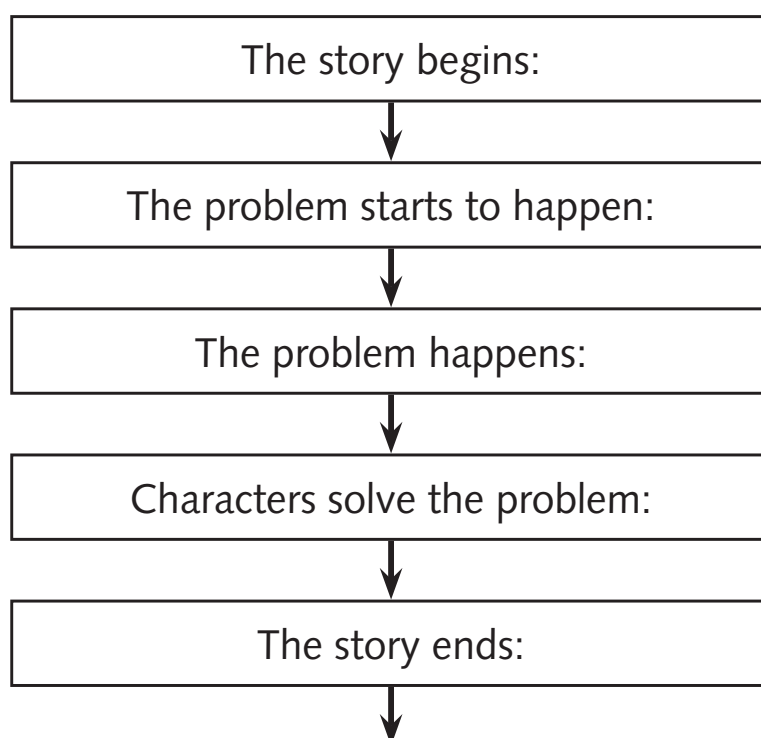 The story begins:
The problem starts to happen:
The problem happens:
Characters solve the problem:
The story ends: